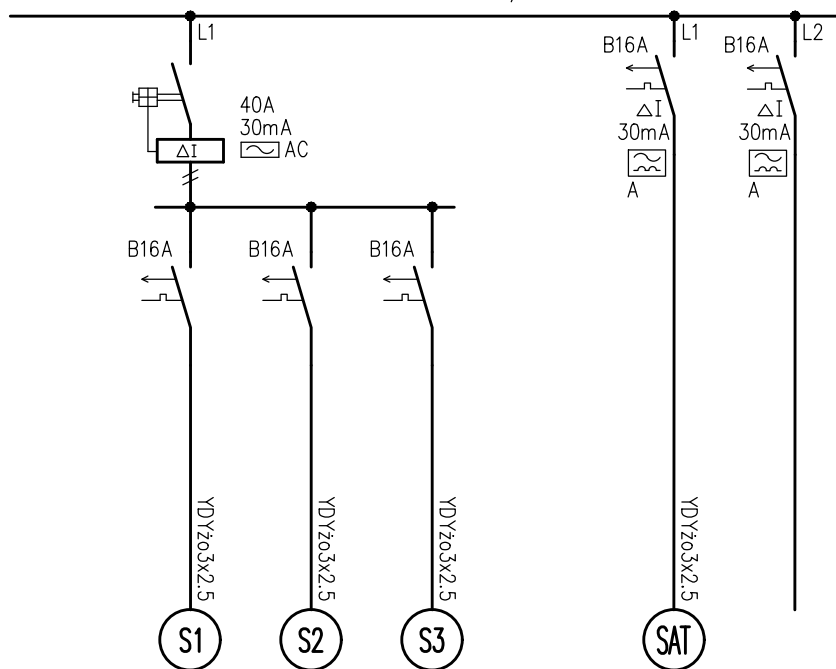 L1
L1
L2
40A
30mA
AC
ΔI
B16A
ΔI
30mA
A
B16A
ΔI
30mA
A
B16A
B16A
B16A
YDYżo3x2.5
YDYżo3x2.5
YDYżo3x2.5
YDYżo3x2.5
S1
S2
S3
SAT